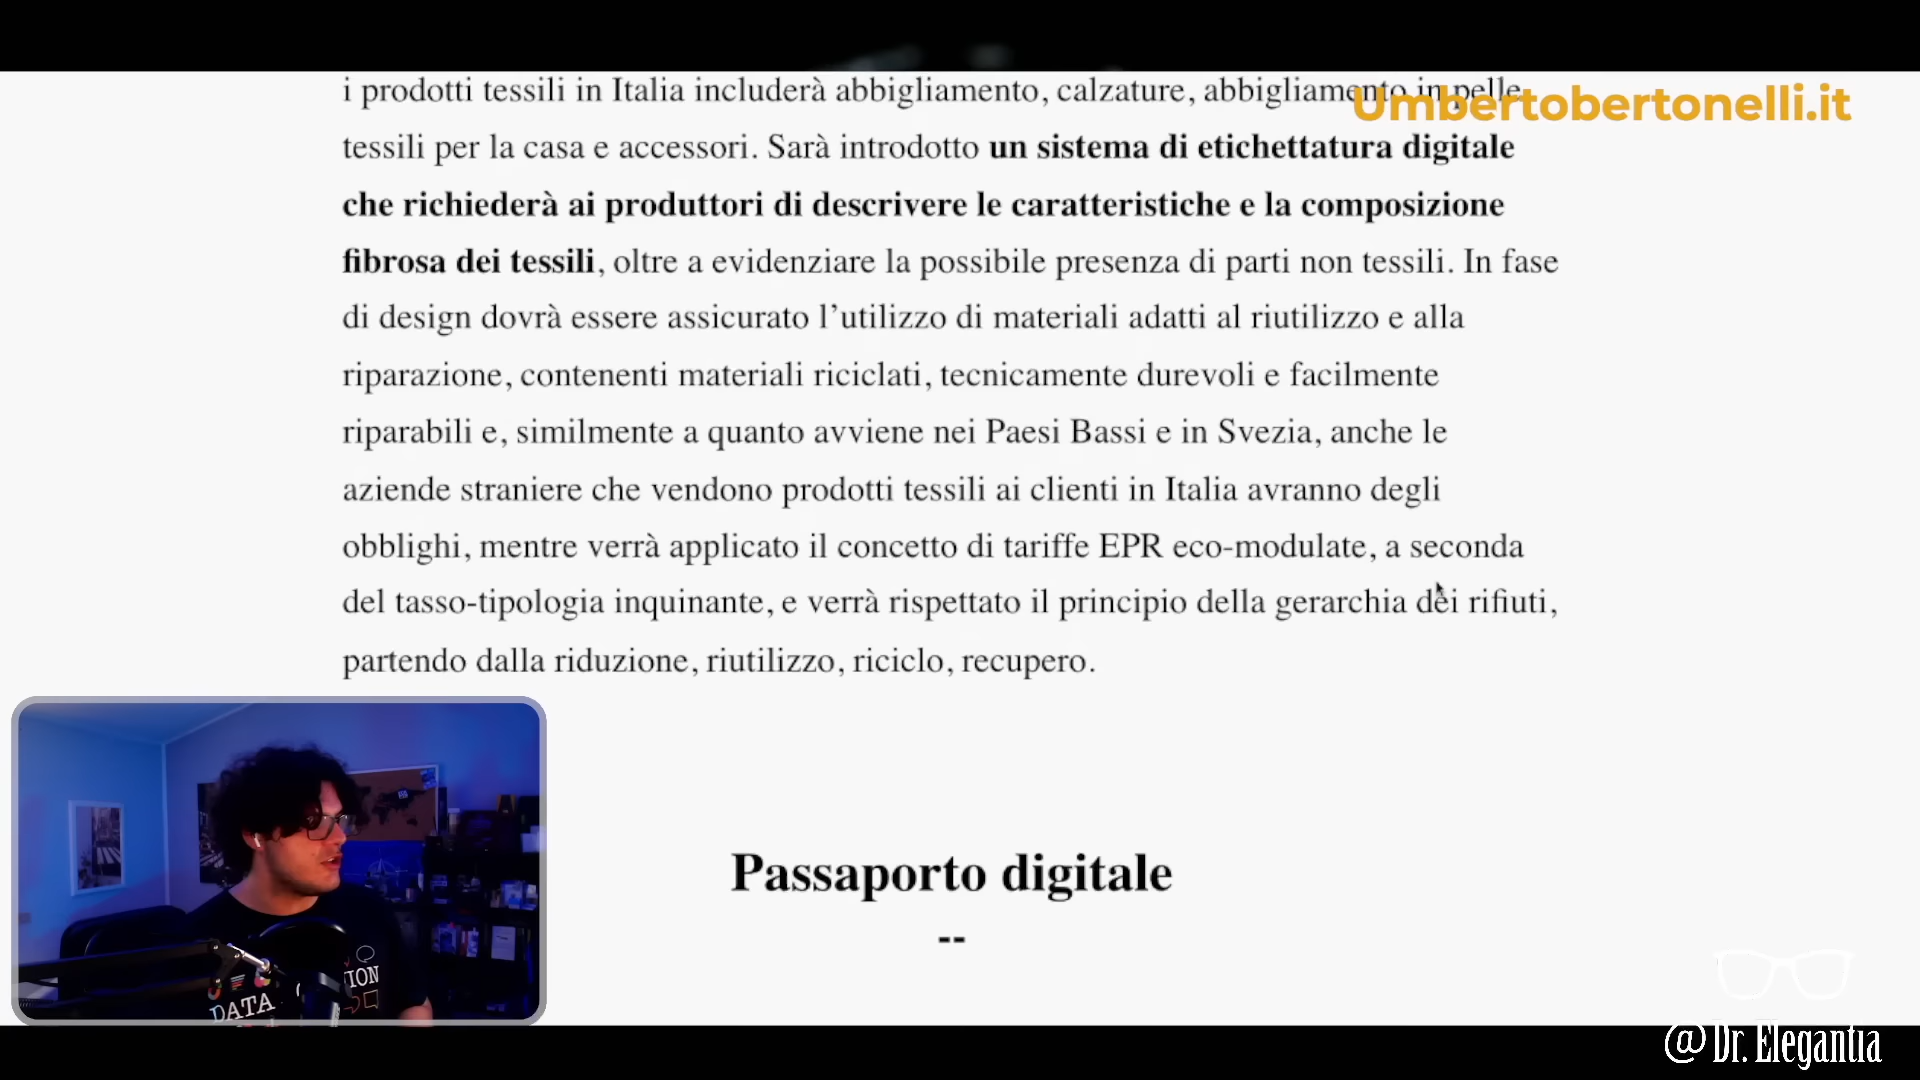 i prodotti tessili in Italia includerà abbigliamento, calzature, abbigliamento in pelle,
Umbertobertonelli.it
tessili per la casa e accessori. Sarà introdotto un sistema di etichettatura digitale
che richiederà ai produttori di descrivere le caratteristiche e la composizione
fibrosa dei tessili, oltre a evidenziare la possibile presenza di parti non tessili. In fase
di design dovrà essere assicurato l’utilizzo di materiali adatti al riutilizzo e alla
riparazione, contenenti materiali riciclati, tecnicamente durevoli e facilmente
riparabili e, similmente a quanto avviene nei Paesi Bassi e in Svezia, anche le
aziende straniere che vendono prodotti tessili ai clienti in Italia avranno degli
obblighi, mentre verrà applicato il concetto di tariffe EPR eco-modulate, a seconda
del tasso-tipologia inquinante, e verrà rispettato il principio della gerarchia dei rifiuti,
partendo dalla riduzione, riutilizzo, riciclo, recupero.
Passaporto digitale
--
DATA
@Dr. Elegantia